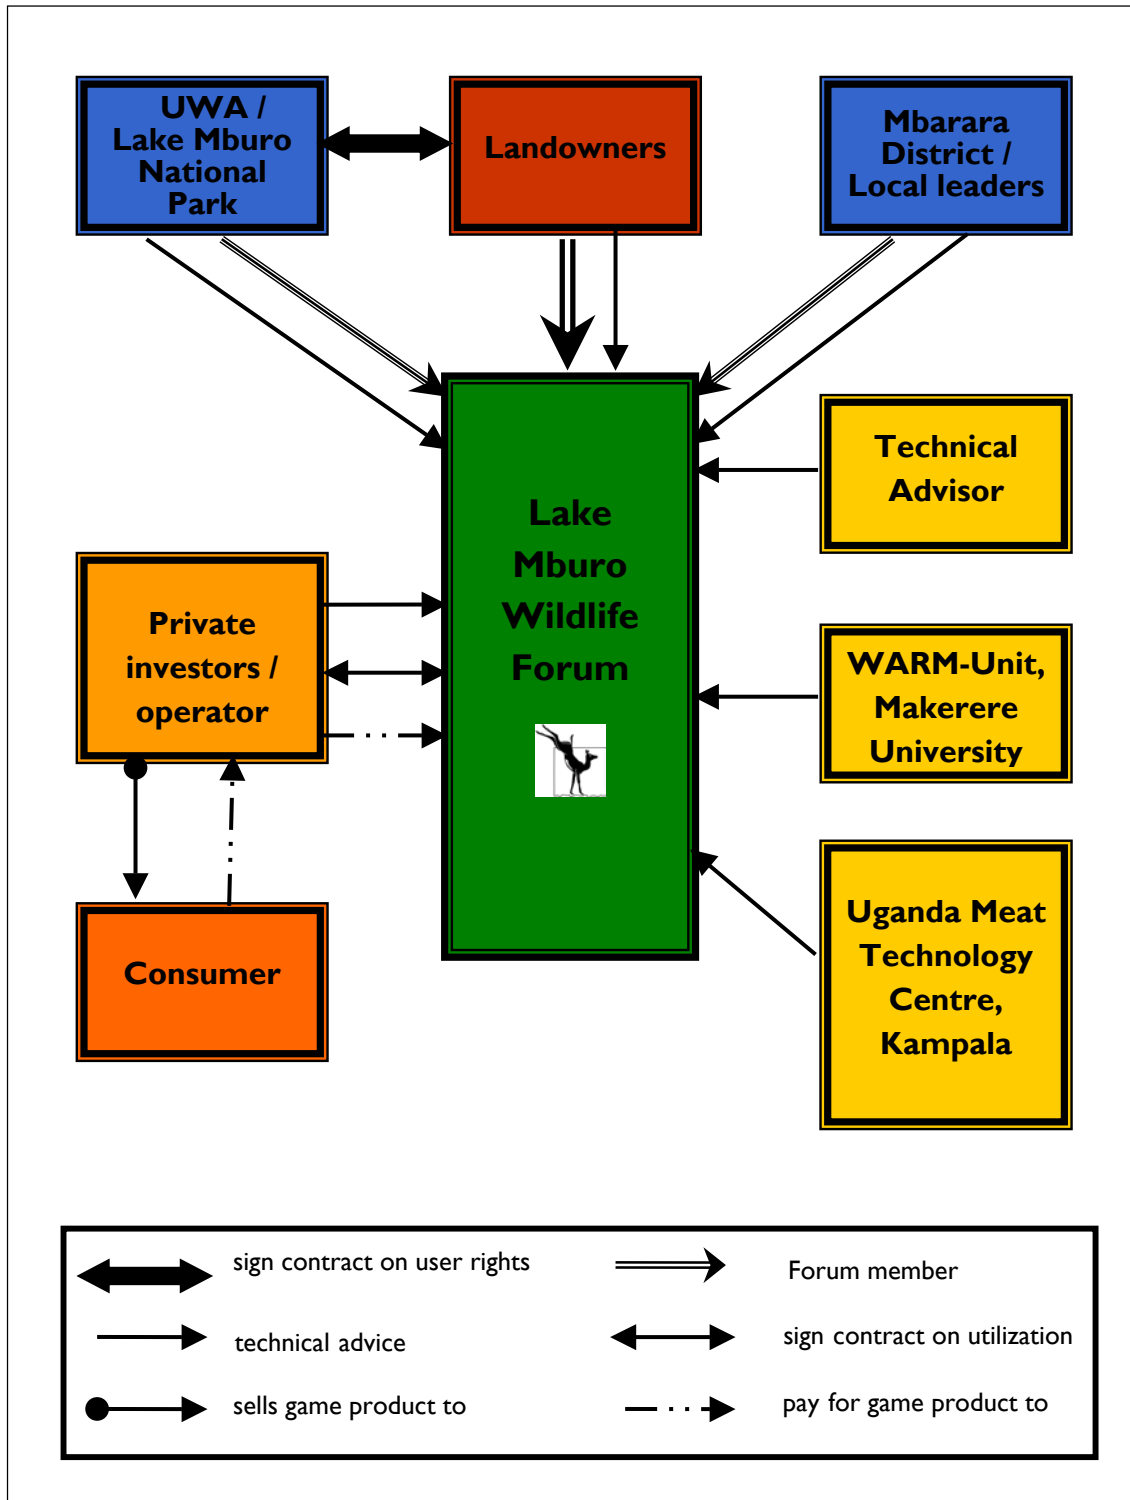 UWA /
Lake Mburo
National
Park
Landowners
Mbarara
District /
Local leaders
Technical
Advisor
Lake
Mburo
Wildlife
Forum
Private
investors /
operator
WARM-Unit,
Makerere
University
Consumer
Uganda Meat
Technology
Centre,
Kampala
sign contract on user rights
Forum member
technical advice
sign contract on utilization
sells game product to
pay for game product to